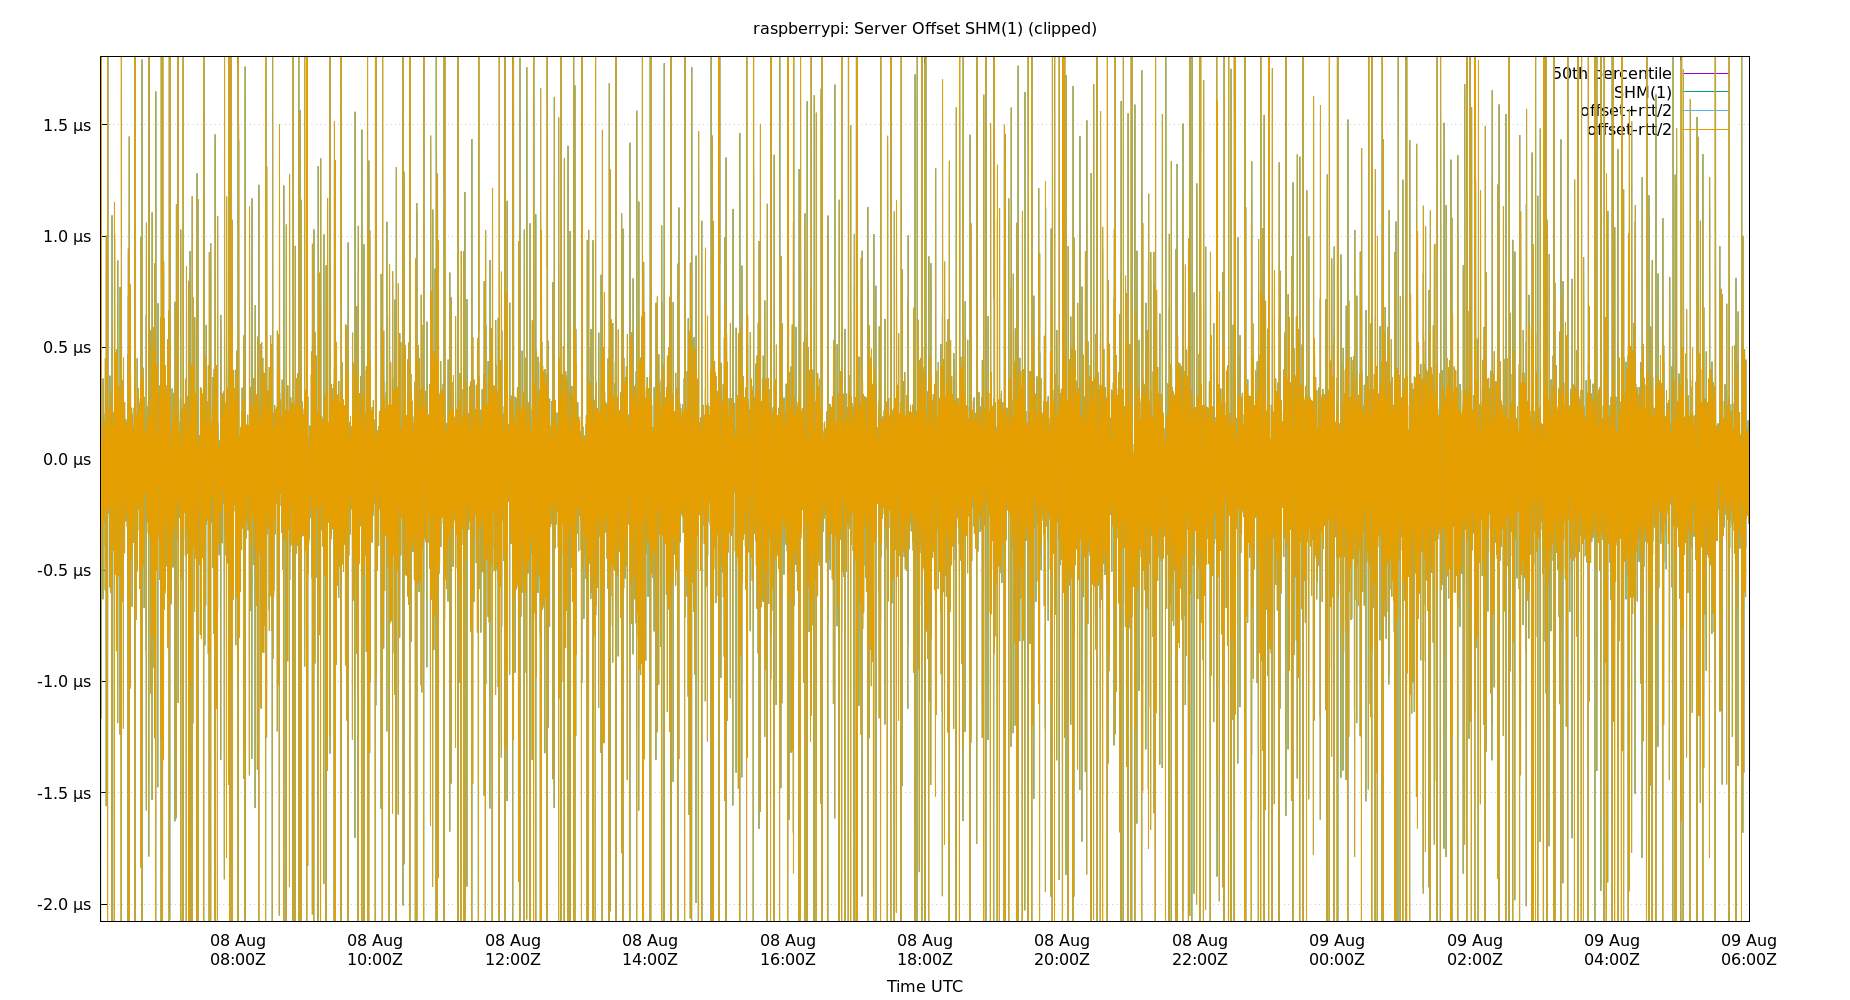 raspberrypi: Server Offset SHM(1) (clipped)
50th percentile
SHM(1)
offset+rtt/2
offset-rtt/2
1.5 µs
1.0 µs
0.5 µs
0.0 µs
-0.5 µs
-1.0 µs
-1.5 µs
-2.0 µs
08 Aug 08 Aug 08 Aug 08 Aug 08 Aug 08 Aug 08 Aug 08 Aug 09 Aug 09 Aug 09 Aug 09 Aug
08:00Z 10:00Z 12:00Z 14:00Z 16:00Z 18:00Z 20:00Z 22:00Z 00:00Z 02:00Z 04:00Z 06:00Z
Time UTC